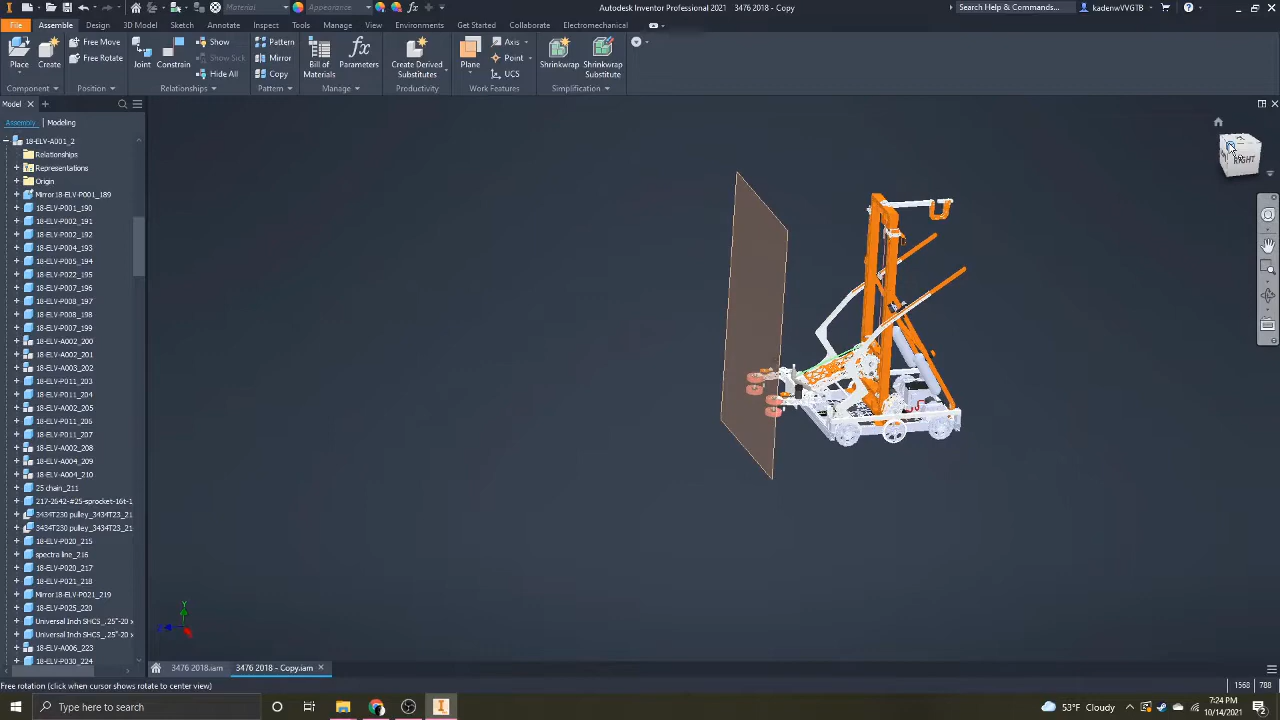 Material
Appearance
Autodesk Inventor Professional 2021 3476 2018 - Copy
Search Help & Commands...
kadenwVVGTB
File Assembly Design 3D Model Sketch Annotate Inspect Tools Manage View Environments Get Started Collaborate Electromechanical
Place
Create
Free Move
Free Rotate
Joint
Constrain
Show
Show Sick
Hide All
Pattern
Mirror
Copy
Bill of
Materials
Parameters
Create Derived
Substitutes
Plane
Axis
Point
UCS
Shrinkwrap
Shrinkwrap
Substitute
Component
Position
Relationships
Pattern
Manage
Productivity
Work Features
Simplification
Model
Assembly Modeling
18-ELV-A001_2
Relationships
Representations
Origin
Mirror18-ELV-P001_189
18-ELV-P001_190
18-ELV-P002_191
18-ELV-P002_192
18-ELV-P004_193
18-ELV-P005_194
18-ELV-P022_195
18-ELV-P007_196
18-ELV-P008_197
18-ELV-P008_198
18-ELV-P007_199
18-ELV-A002_200
18-ELV-A002_201
18-ELV-A003_202
18-ELV-P011_203
18-ELV-P011_204
18-ELV-A002_205
18-ELV-P011_206
18-ELV-P011_207
18-ELV-A002_208
18-ELV-A004_209
18-ELV-A004_210
25 chain_211
217-2642-#25-sprocket-16t-1
3434T230 pulley_3434T23_21
3434T230 pulley_3434T23_21
18-ELV-P020_215
spectra line_216
18-ELV-P020_217
18-ELV-P021_218
Mirror18-ELV-P021_219
18-ELV-P025_220
Universal Inch SHCS_.25"-20 x
Universal Inch SHCS_.25"-20 x
18-ELV-A006_223
18-ELV-P030_224
RIGHT
Y
3476 2018.iam
3476 2018 - Copy.iam
Free rotation (click when cursor shows rotate to center view)
1568 788
Type here to search
53°F Cloudy
7:24 PM
10/14/2021
2